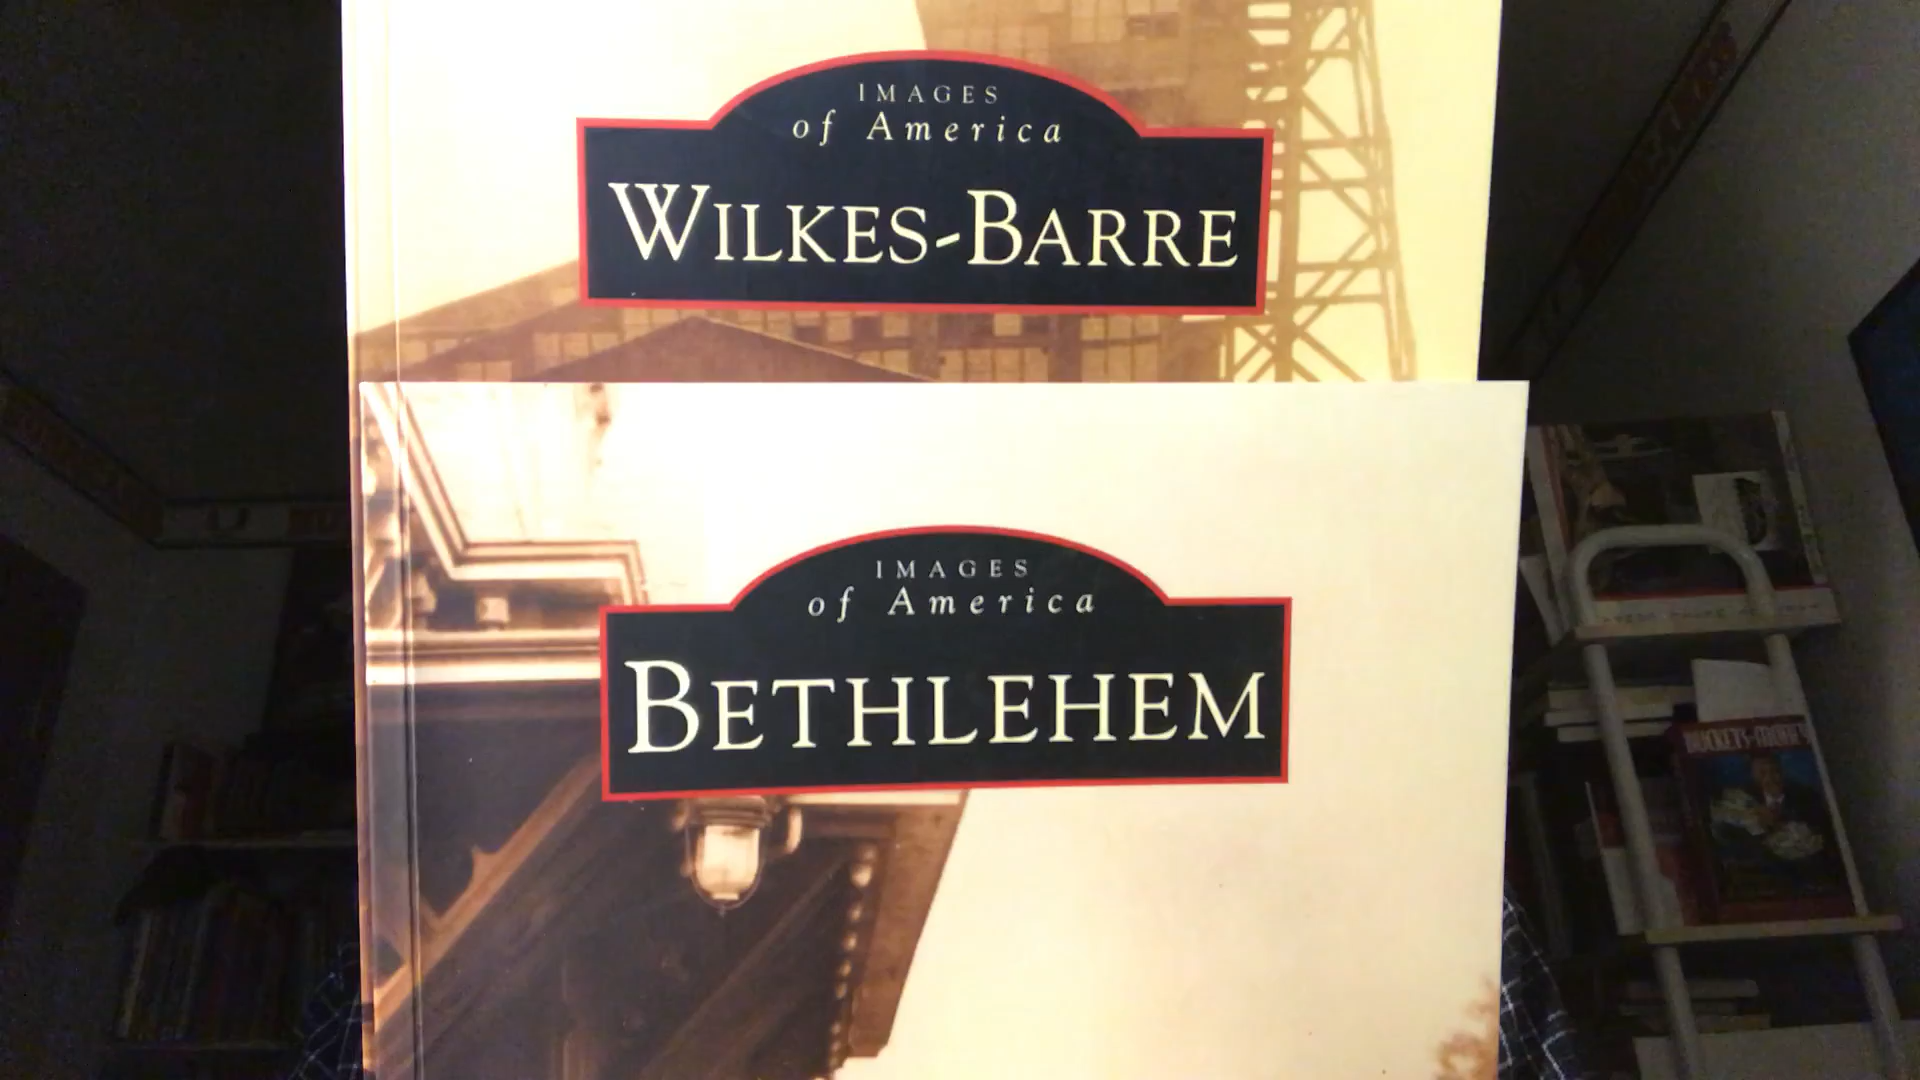 IMAGES
of America
WILKES-BARRE
IMAGES
of America
BETHLEHEM